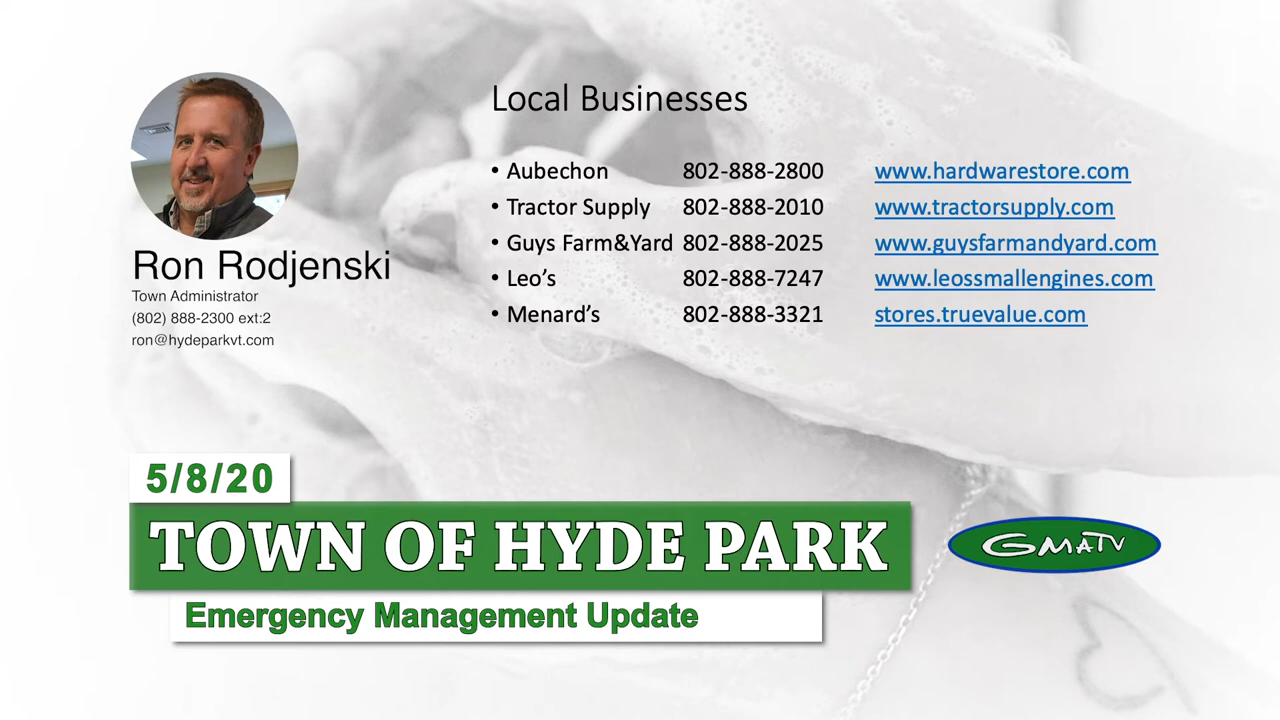 Ron Rodjenski
Town Administrator
(802) 888-2300 ext:2
ron@hydeparkvt.com
Local Businesses
• Aubechon 802-888-2800 www.hardwarestore.com
• Tractor Supply 802-888-2010 www.tractorsupply.com
• Guys Farm&Yard 802-888-2025 www.guysfarmandyard.com
• Leo’s 802-888-7247 www.leossmallengines.com
• Menard’s 802-888-3321 stores.truevalue.com
5/8/20
TOWN OF HYDE PARK
GMATV
Emergency Management Update